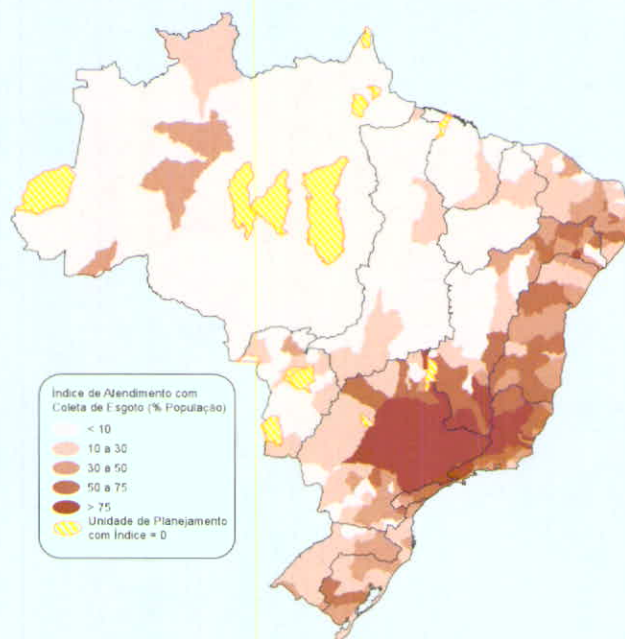 Índice de Atendimento com
Coleta de Esgoto (% População)
< 10
10 a 30
30 a 50
50 a 75
> 75
Unidade de Planejamento
com Índice = 0